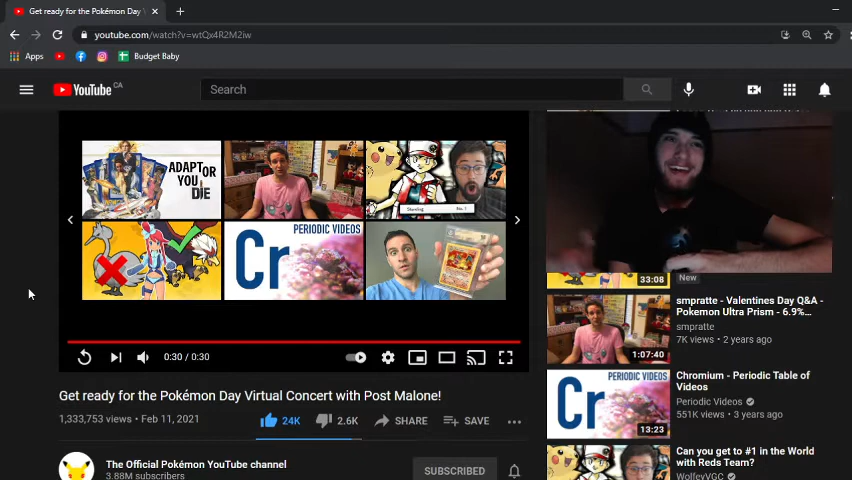 Get ready for the Pokémon Day
youtube.com/watch?v=wtQx4R2M2iw
Apps
Budget Baby
YouTube CA
Search
ADAPT OR
YOU
DIE
PERIODIC VIDEOS
Cr
0:30 / 0:30
Get ready for the Pokémon Day Virtual Concert with Post Malone!
1,333,753 views • Feb 11, 2021
24K
2.6K
SHARE
SAVE
The Official Pokémon YouTube channel
3.88M subscribers
SUBSCRIBED
33:08
New
1:07:40
smpratte - Valentines Day Q&A -
Pokemon Ultra Prism - 6.9%...
smpratte
7K views • 2 years ago
PERIODIC VIDEOS
Cr
13:23
Chromium - Periodic Table of
Videos
Periodic Videos
551K views • 3 years ago
Can you get to #1 in the World
with Reds Team?
WolfeyVGC